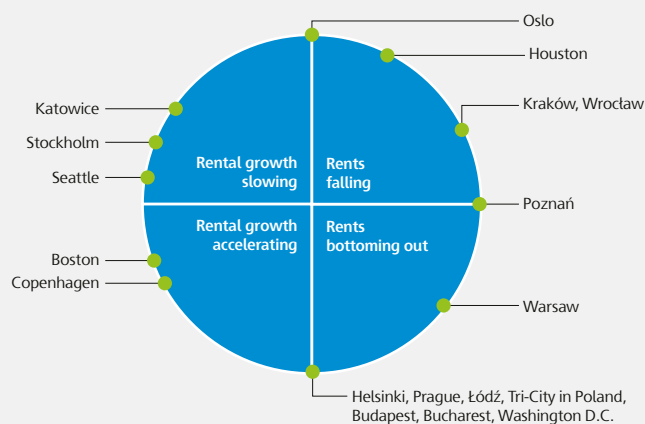 Oslo
Houston
Katowice
Kraków, Wrocław
Stockholm
Rental growth
slowing
Rents
falling
Seattle
Poznań
Rental growth
accelerating
Rents
bottoming out
Boston
Copenhagen
Warsaw
Helsinki, Prague, Łódź, Tri-City in Poland,
Budapest, Bucharest, Washington D.C.